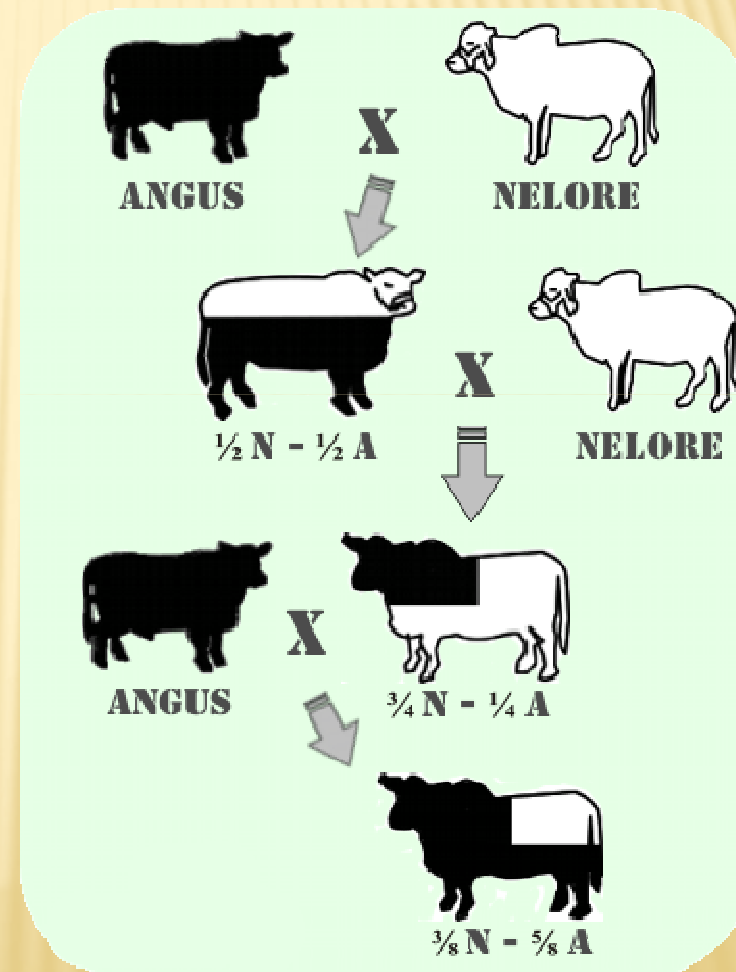 X
ANGUS
NELORE
X
½ N - ½ A
NELORE
X
ANGUS
¾ N - ¼ A
⅜ N - ⅝ A